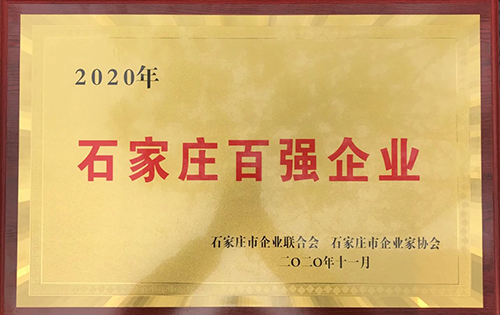 2020年
石家庄百强企业
石家庄市企业联合会 石家庄市企业家协会
二〇二〇年十一月